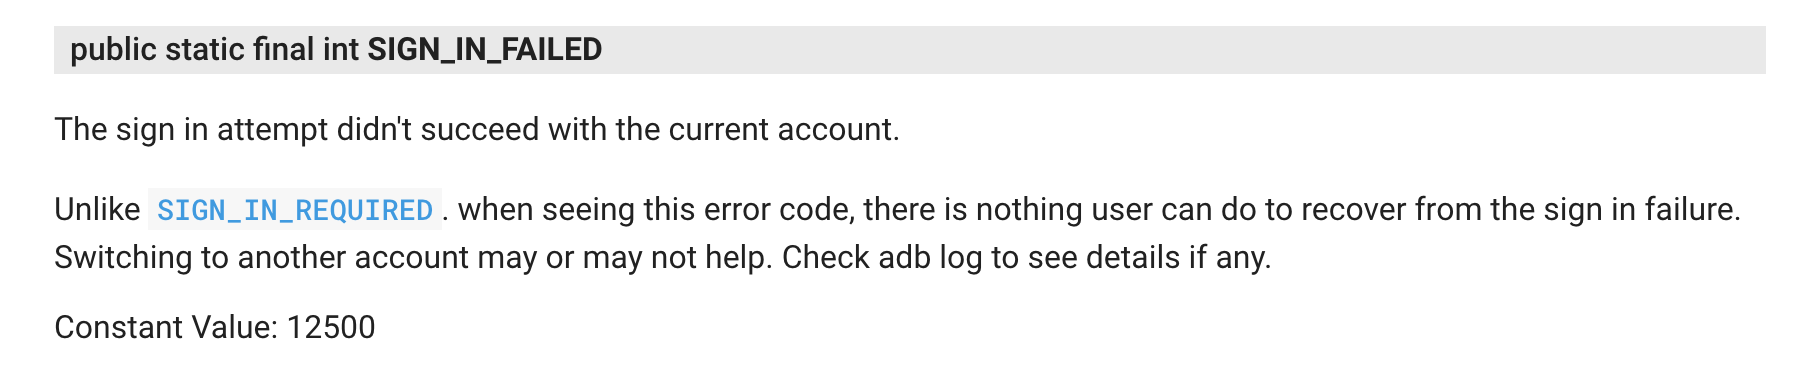 public static final int SIGN_IN_FAILED
The sign in attempt didn't succeed with the current account.
Unlike SIGN_IN_REQUIRED. when seeing this error code, there is nothing user can do to recover from the sign in failure.
Switching to another account may or may not help. Check adb log to see details if any.
Constant Value: 12500